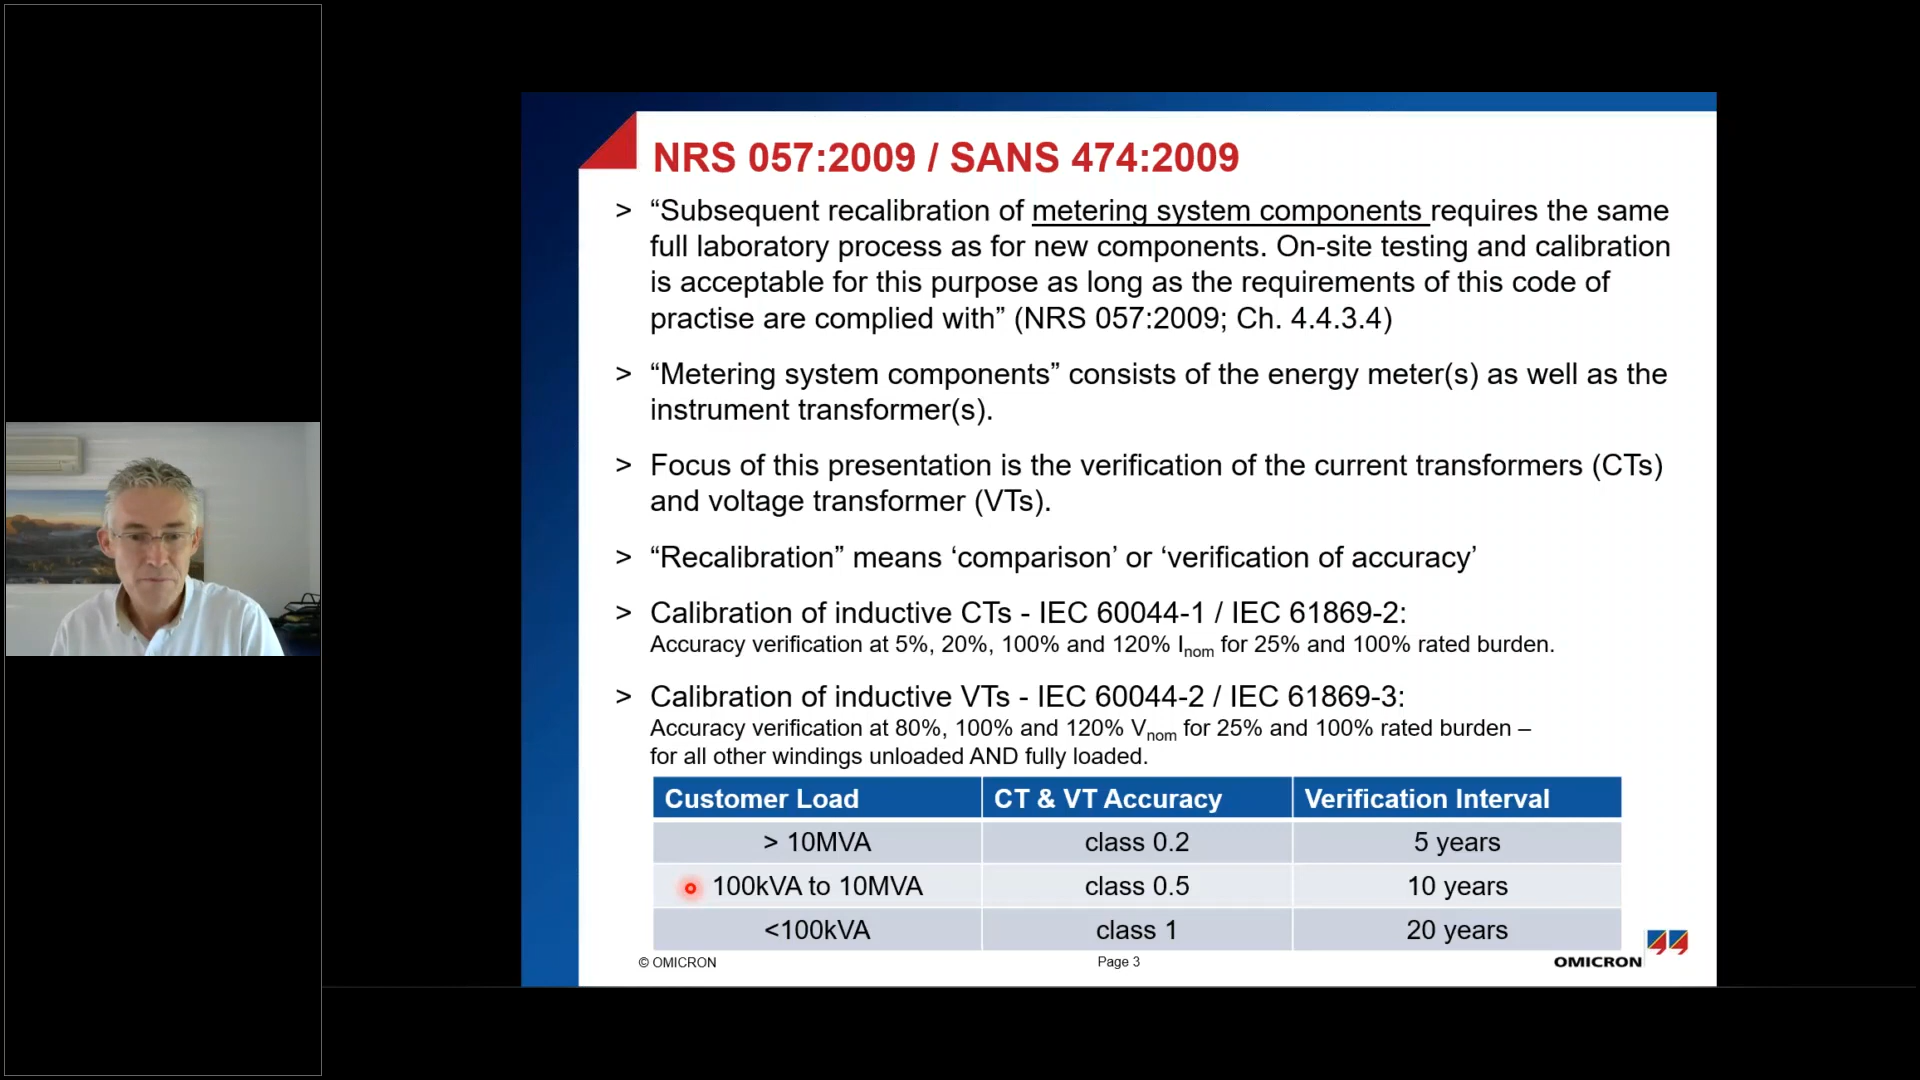 NRS 057:2009 / SANS 474:2009
> “Subsequent recalibration of metering system components requires the same
full laboratory process as for new components. On-site testing and calibration
is acceptable for this purpose as long as the requirements of this code of
practise are complied with” (NRS 057:2009; Ch. 4.4.3.4)
> “Metering system components” consists of the energy meter(s) as well as the
instrument transformer(s).
> Focus of this presentation is the verification of the current transformers (CTs)
and voltage transformer (VTs).
> “Recalibration” means ‘comparison’ or ‘verification of accuracy’
> Calibration of inductive CTs - IEC 60044-1 / IEC 61869-2:
Accuracy verification at 5%, 20%, 100% and 120% Inom for 25% and 100% rated burden.
> Calibration of inductive VTs - IEC 60044-2 / IEC 61869-3:
Accuracy verification at 80%, 100% and 120% Vnom for 25% and 100% rated burden –
for all other windings unloaded AND fully loaded.
Customer Load CT & VT Accuracy Verification Interval
> 10MVA class 0.2 5 years
100kVA to 10MVA class 0.5 10 years
<100kVA class 1 20 years
© OMICRON Page 3 OMICRON